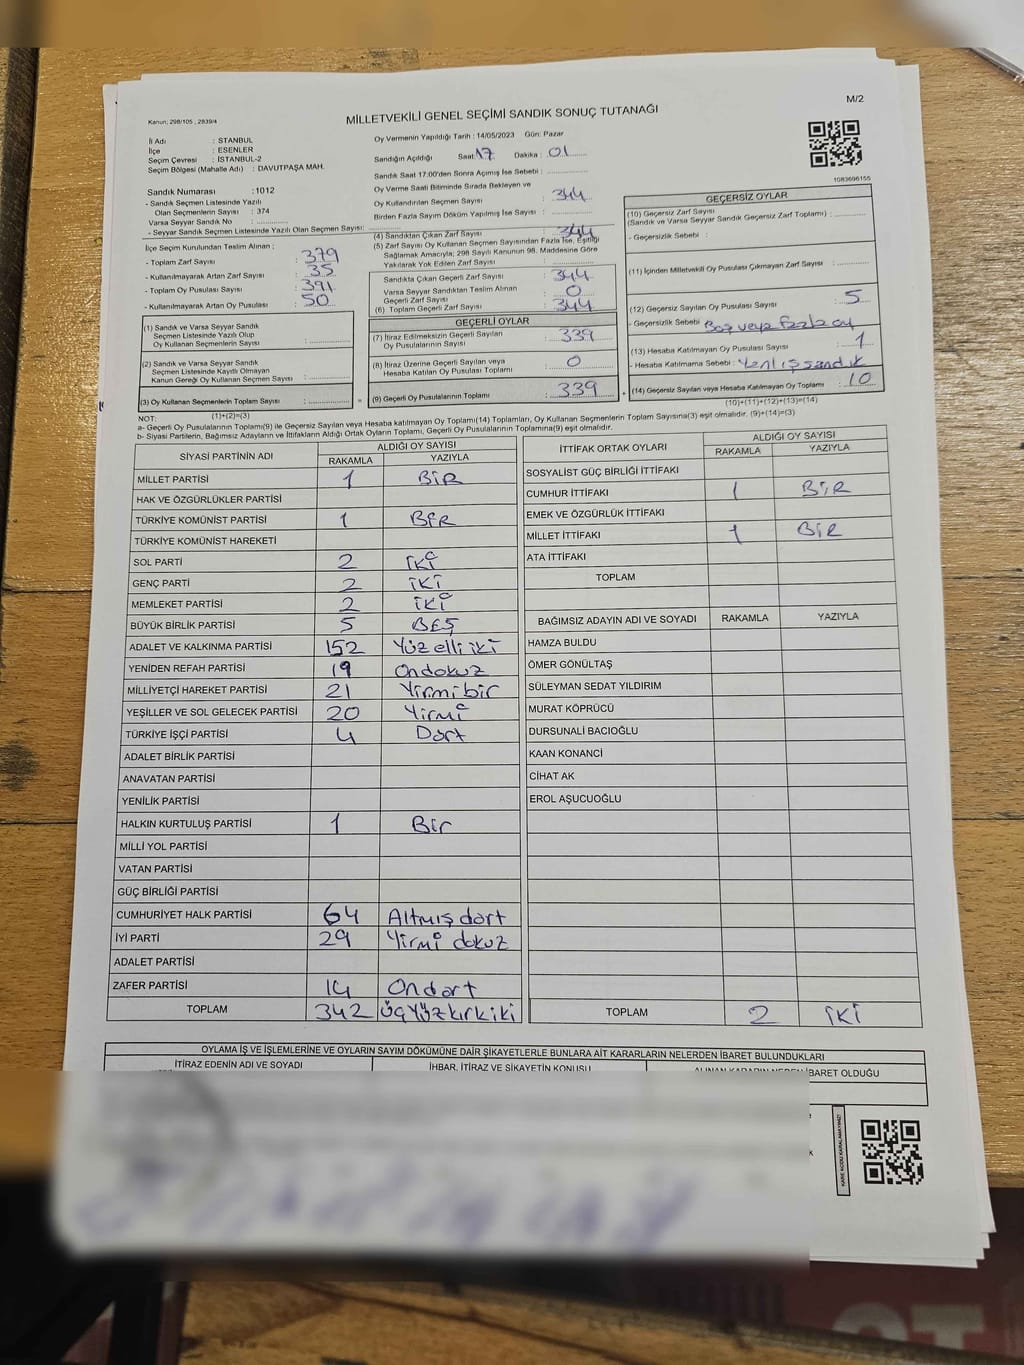 M/2
Kanun; 298/105 , 2839/4
MİLLETVEKİLİ GENEL SEÇİMİ SANDIK SONUÇ TUTANAĞI
İl Adı : İSTANBUL
İlçe : ESENLER
Seçim Çevresi : İSTANBUL-2
Seçim Bölgesi (Mahalle Adı) : DAVUTPAŞA MAH.
Sandık Numarası :1012
- Sandık Seçmen Listesinde Yazılı
Olan Seçmenlerin Sayısı : 374
Varsa Seyyar Sandık No :
- Seyyar Sandık Seçmen Listesinde Yazılı Olan Seçmen Sayısı:
İlçe Seçim Kurulundan Teslim Alınan ;
- Toplam Zarf Sayısı : 379
- Kullanılmayarak Artan Zarf Sayısı : 35
- Toplam Oy Pusulası Sayısı : 391
- Kullanılmayarak Artan Oy Pusulası : 50
(1) Sandık ve Varsa Seyyar Sandık
Seçmen Listesinde Yazılı Olup
Oy Kullanan Seçmenlerin Sayısı :
(2) Sandık ve Varsa Seyyar Sandık
Seçmen Listesinde Kayıtlı Olmayan
Kanun Gereği Oy Kullanan Seçmen Sayısı :
(3) Oy Kullanan Seçmenlerin Toplam Sayısı :
(1)+(2)=(3)
Oy Vermenin Yapıldığı Tarih : 14/05/2023 Gün: Pazar
Sandığın Açıldığı Saat: 17 Dakika : 01
Sandık Saat 17.00'den Sonra Açılmış İse Sebebi :
Oy Verme Saati Bitiminde Sırada Bekleyen ve
Oy Kullandırılan Seçmen Sayısı : 344
Birden Fazla Sayım Döküm Yapılmış İse Sayısı :
(4) Sandıktan Çıkan Zarf Sayısı : 344
(5) Zarf Sayısı Oy Kullanan Seçmen Sayısından Fazla İse, Eşitliği
Sağlamak Amacıyla; 298 Sayılı Kanunun 98. Maddesine Göre
Yakılarak Yok Edilen Zarf Sayısı :
Sandıkta Çıkan Geçerli Zarf Sayısı : 344
Varsa Seyyar Sandıktan Teslim Alınan
Geçerli Zarf Sayısı : 0
(6) Toplam Geçerli Zarf Sayısı : 344
GEÇERLİ OYLAR
(7) İtiraz Edilmeksizin Geçerli Sayılan
Oy Pusulalarının Sayısı : 339
(8) İtiraz Üzerine Geçerli Sayılan veya
Hesaba Katılan Oy Pusulası Toplamı : 0
(9) Geçerli Oy Pusulalarının Toplamı : 339
1083696155
GEÇERSİZ OYLAR
(10) Geçersiz Zarf Sayısı
(Sandık ve Varsa Seyyar Sandık Geçersiz Zarf Toplamı) :
- Geçersizlik Sebebi :
(11) İçinden Milletvekili Oy Pusulası Çıkmayan Zarf Sayısı :
(12) Geçersiz Sayılan Oy Pusulası Sayısı : 5
- Geçersizlik Sebebi : Boş veya fazla oy
(13) Hesaba Katılmayan Oy Pusulası Sayısı : 1
- Hesaba Katılmama Sebebi : Yanlış sandık
(14) Geçersiz Sayılan veya Hesaba Katılmayan Oy Toplamı : 10
(10)+(11)+(12)+(13)=(14)
NOT:
a- Geçerli Oy Pusulalarının Toplamı(9) ile Geçersiz Sayılan veya Hesaba katılmayan Oy Toplamı(14) Toplamları, Oy Kullanan Seçmenlerin Toplam Sayısına(3) eşit olmalıdır. (9)+(14)=(3)
b- Siyasi Partilerin, Bağımsız Adayların ve İttifakların Aldığı Ortak Oyların Toplamı, Geçerli Oy Pusulalarının Toplamına(9) eşit olmalıdır.
SİYASİ PARTİNİN ADI ALDIĞI OY SAYISI
RAKAMLA YAZIYLA
MİLLET PARTİSİ 1 BİR
HAK VE ÖZGÜRLÜKLER PARTİSİ
TÜRKİYE KOMÜNİST PARTİSİ 1 BİR
TÜRKİYE KOMÜNİST HAREKETİ
SOL PARTİ 2 İKİ
GENÇ PARTİ 2 İKİ
MEMLEKET PARTİSİ 2 İKİ
BÜYÜK BİRLİK PARTİSİ 5 BEŞ
ADALET VE KALKINMA PARTİSİ 152 Yüz elli iki
YENİDEN REFAH PARTİSİ 19 Ondokuz
MİLLİYETÇİ HAREKET PARTİSİ 21 Yirmi bir
YEŞİLLER VE SOL GELECEK PARTİSİ 20 Yirmi
TÜRKİYE İŞÇİ PARTİSİ 4 Dört
ADALET BİRLİK PARTİSİ
ANAVATAN PARTİSİ
YENİLİK PARTİSİ
HALKIN KURTULUŞ PARTİSİ 1 Bir
MİLLİ YOL PARTİSİ
VATAN PARTİSİ
GÜÇ BİRLİĞİ PARTİSİ
CUMHURİYET HALK PARTİSİ 64 Altmış dört
İYİ PARTİ 29 Yirmi dokuz
ADALET PARTİSİ
ZAFER PARTİSİ 14 Ondört
TOPLAM 342 Üçyüzkırkiki
İTTİFAK ORTAK OYLARI ALDIĞI OY SAYISI
RAKAMLA YAZIYLA
SOSYALİST GÜÇ BİRLİĞİ İTTİFAKI
CUMHUR İTTİFAKI 1 BİR
EMEK VE ÖZGÜRLÜK İTTİFAKI
MİLLET İTTİFAKI 1 BİR
ATA İTTİFAKI
TOPLAM
BAĞIMSIZ ADAYIN ADI VE SOYADI RAKAMLA YAZIYLA
HAMZA BULDU
ÖMER GÖNÜLTAŞ
SÜLEYMAN SEDAT YILDIRIM
MURAT KÖPRÜCÜ
DURSUNALİ BACIOĞLU
KAAN KONANCİ
CİHAT AK
EROL AŞUCUOĞLU
TOPLAM 2 İKİ
OYLAMA İŞ VE İŞLEMLERİNE VE OYLARIN SAYIM DÖKÜMÜNE DAİR ŞİKAYETLERLE BUNLARA AİT KARARLARIN NELERDEN İBARET BULUNDUKLARI
İTİRAZ EDENİN ADI VE SOYADI İHBAR, İTİRAZ VE ŞİKAYETİN KONUSU ALINAN KARARIN NEDEN İBARET OLDUĞU
KARE KODU KARALAMAYINIZ!